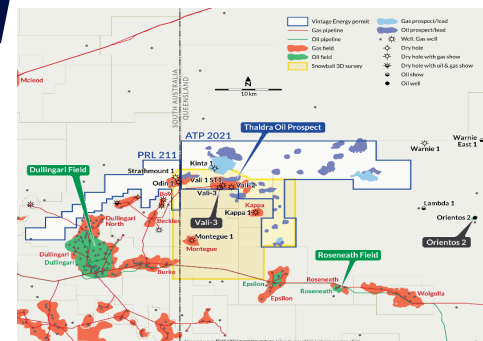 Vintage Energy permit
Gas pipeline
Oil pipeline
Gas field
Oil field
Snowball 3D survey
Gas prospect/lead
Oil prospect/lead
Well: Gas well
Dry hole
Dry hole with gas show
Dry hole with oil & gas show
Oil show
Oil well
Mcleod
N
10 km
SOUTH AUSTRALIA
QUEENSLAND
Thaldra Oil Prospect
ATP 2021
PRL 211
Warnie 1
Warnie
East 1
Kinta 1
Dullingari Field
Strathmount 1
Odin 1
Vali 1 ST1
Vali-2
Vali-3
Bow
Beckler
Kappa
Kappa 1
Vali-3
Lambda 1
Orientos 2
Orientos 2
Dullingari
North
Montegue 1
Montegue
Dullingari
Dullingari
Burke
Roseneath Field
Epsilon
Epsilon
Roseneath
Roseneath
Wolgolla